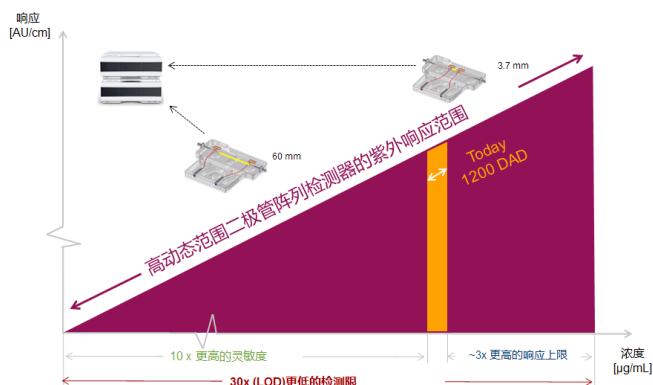 响应
[AU/cm]
3.7 mm
60 mm
高动态范围二极管阵列检测器的紫外响应范围
Today
1200 DAD
10 x 更高的灵敏度
~3x 更高的响应上限
浓度
[µg/mL]
30x (LOD)更低的检测限